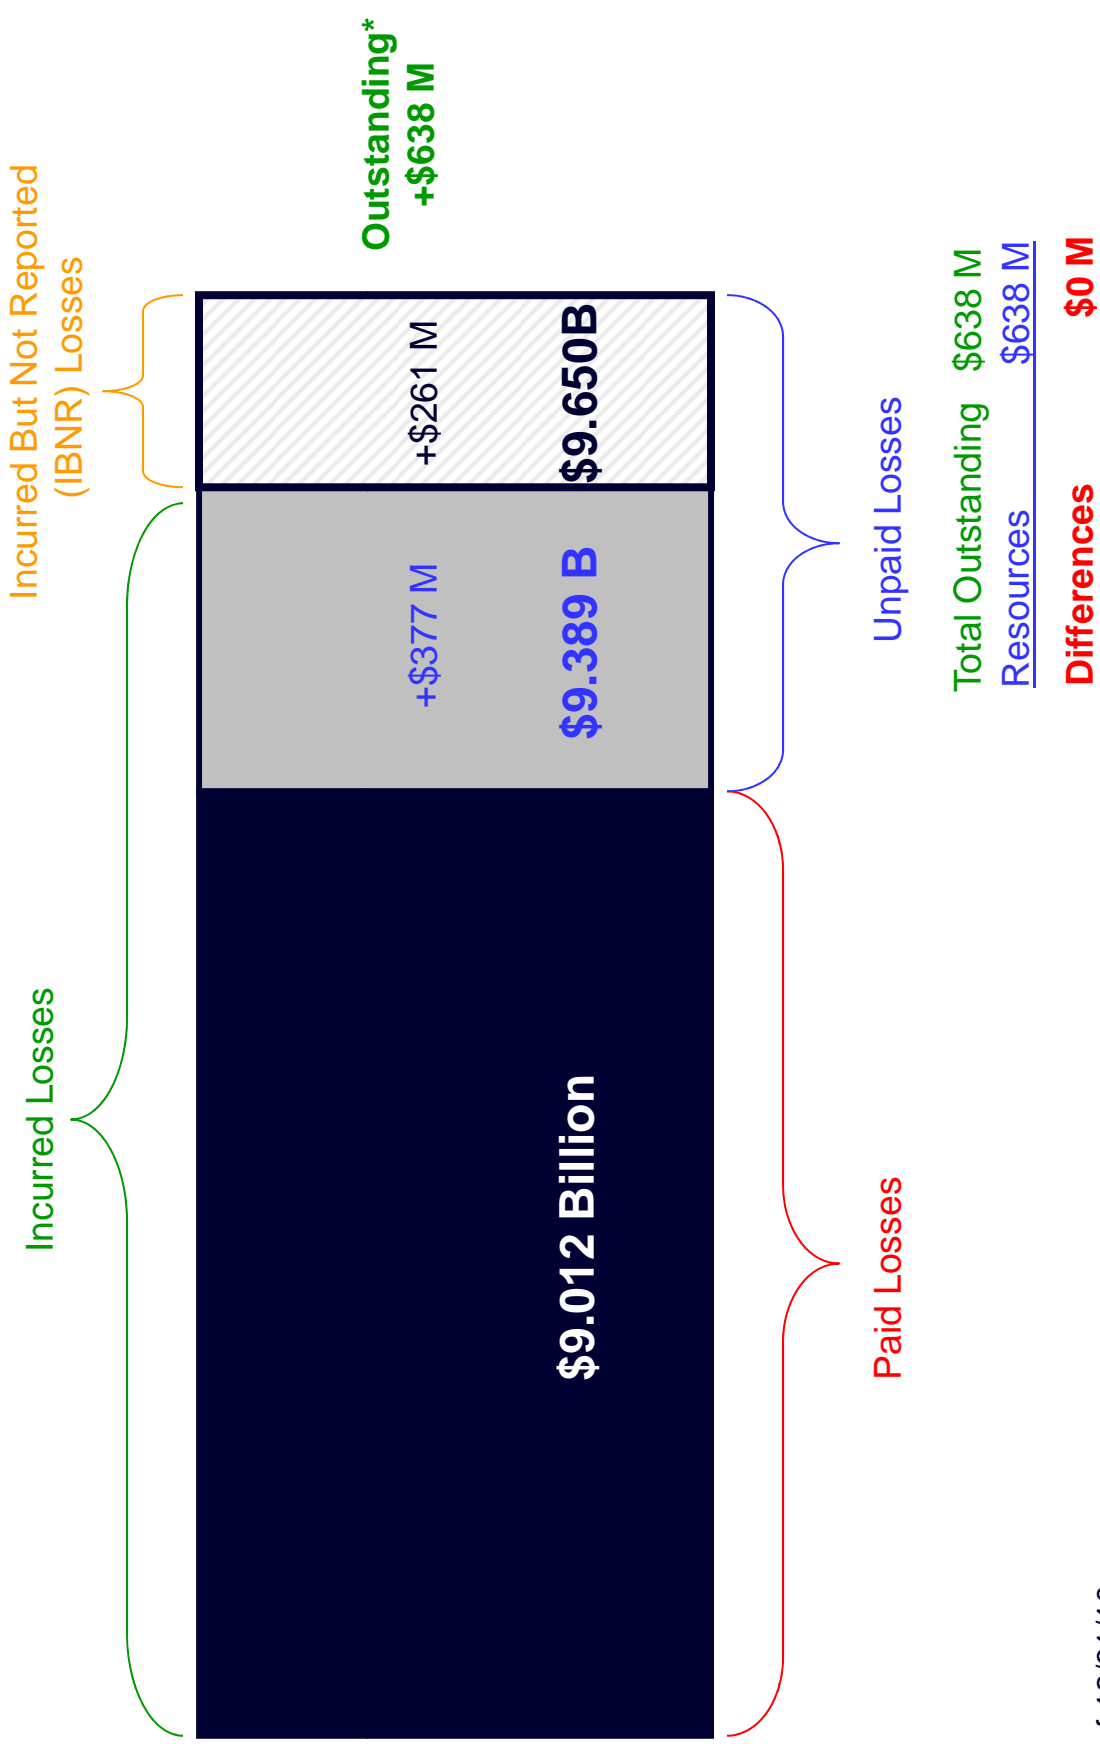 Incurred Losses
Incurred But Not Reported
(IBNR) Losses
Outstanding*
+$638 M
+$377 M
+$261 M
$9.012 Billion
$9.389 B
$9.650B
Paid Losses
Unpaid Losses
Total Outstanding $638 M
Resources $638 M
Differences $0 M